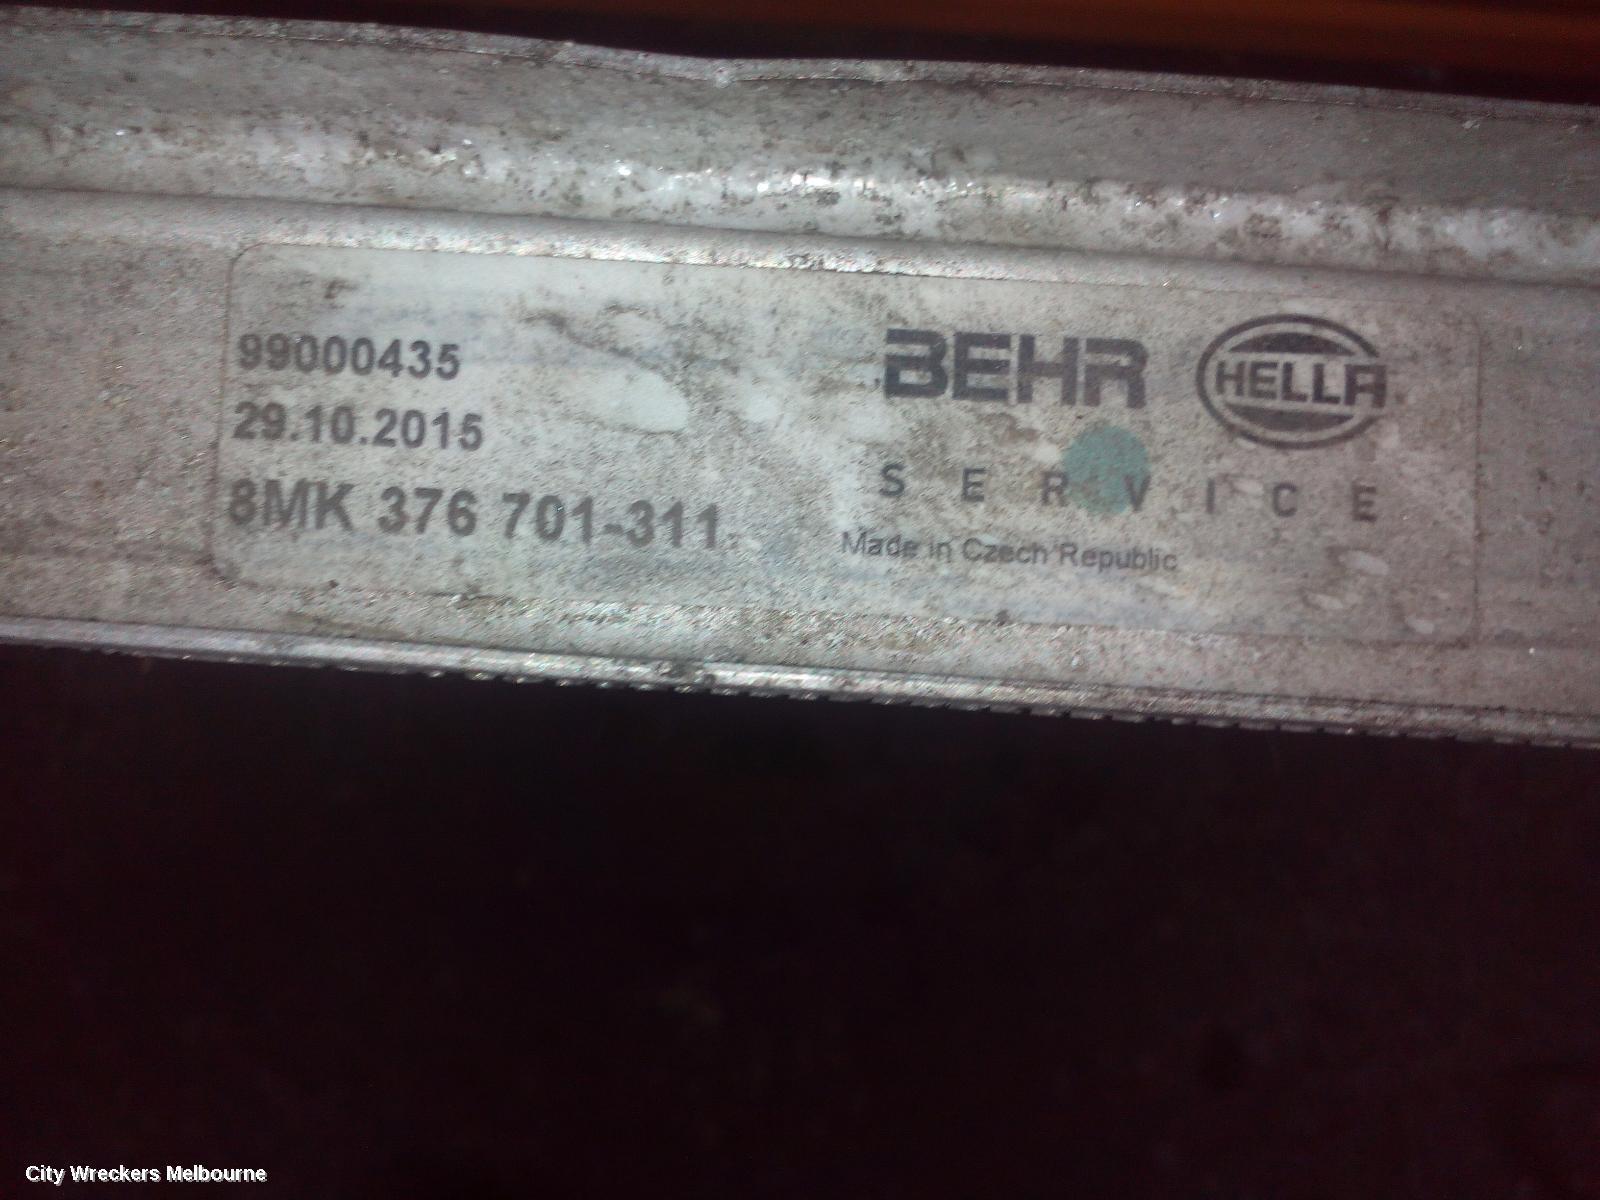 99000435
29.10.2015
8MK 376 701-311
BEHR HELLA
SERVICE
Made in Czech Republic
City Wreckers Melbourne